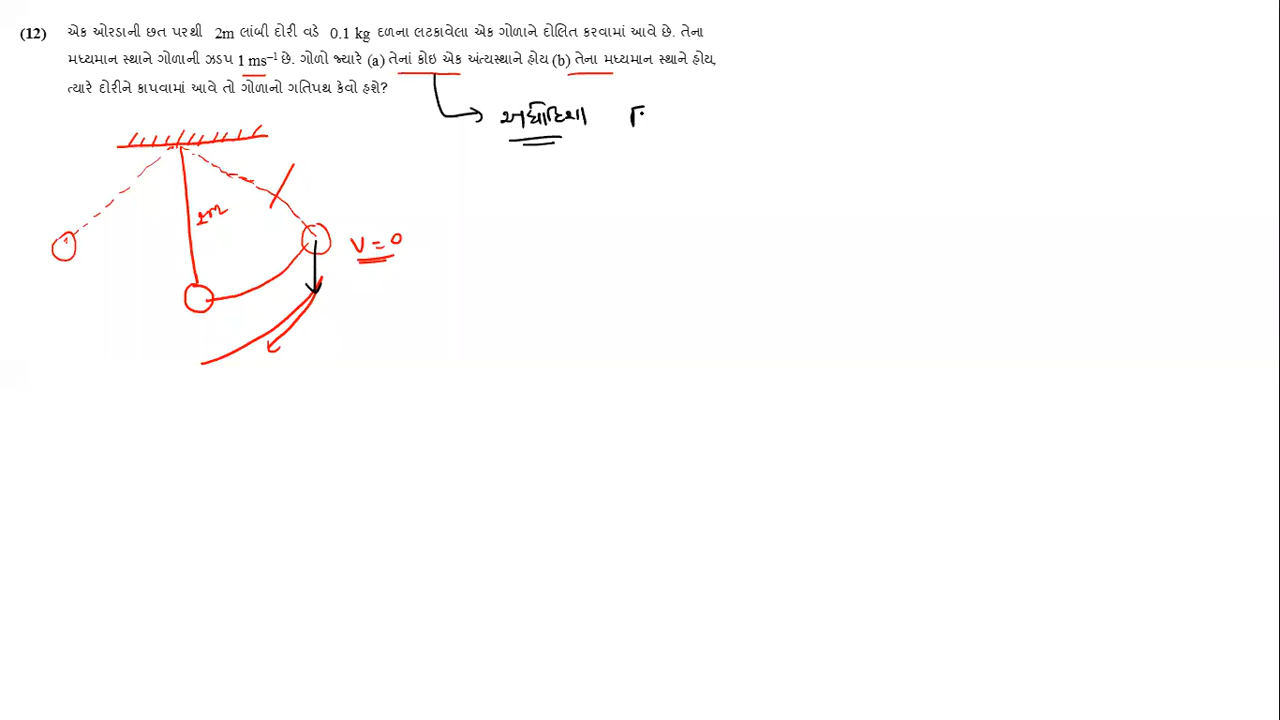 (12) એક ઓરડાની છત પરથી 2m લાંબી દોરી વડે 0.1 kg દળના લટકાવેલા એક ગોળાને દોલિત કરવામાં આવે છે. તેના
મધ્યમાન સ્થાને ગોળાની ઝડપ 1 ms⁻¹ છે. ગોળો જ્યારે (a) તેનાં કોઇ એક અંત્યસ્થાને હોય (b) તેના મધ્યમાન સ્થાને હોય,
ત્યારે દોરીને કાપવામાં આવે તો ગોળાનો ગતિપથ કેવો હશે?
અધોદિશા
2m
V = 0